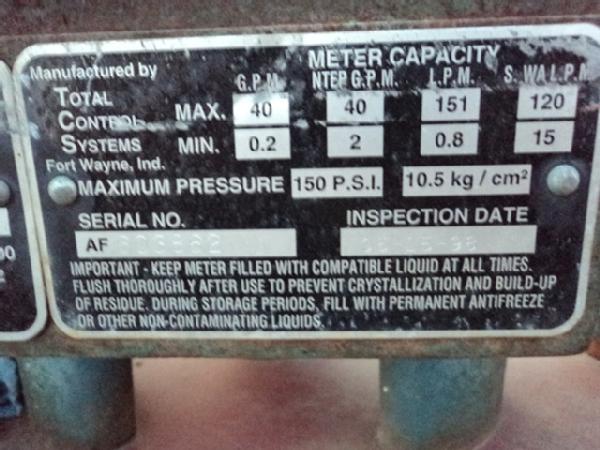 METER CAPACITY
Manufactured by
G.P.M. NTEP G.P.M. L.P.M. S. WA L.P.M.
TOTAL
CONTROL
SYSTEMS
Fort Wayne, Ind.
MAX. 40 40 151 120
MIN. 0.2 2 0.8 15
MAXIMUM PRESSURE 150 P.S.I. 10.5 kg / cm²
SERIAL NO. INSPECTION DATE
AF
IMPORTANT - KEEP METER FILLED WITH COMPATIBLE LIQUID AT ALL TIMES.
FLUSH THOROUGHLY AFTER USE TO PREVENT CRYSTALLIZATION AND BUILD-UP
OF RESIDUE. DURING STORAGE PERIODS, FILL WITH PERMANENT ANTIFREEZE
OR OTHER NON-CONTAMINATING LIQUIDS.